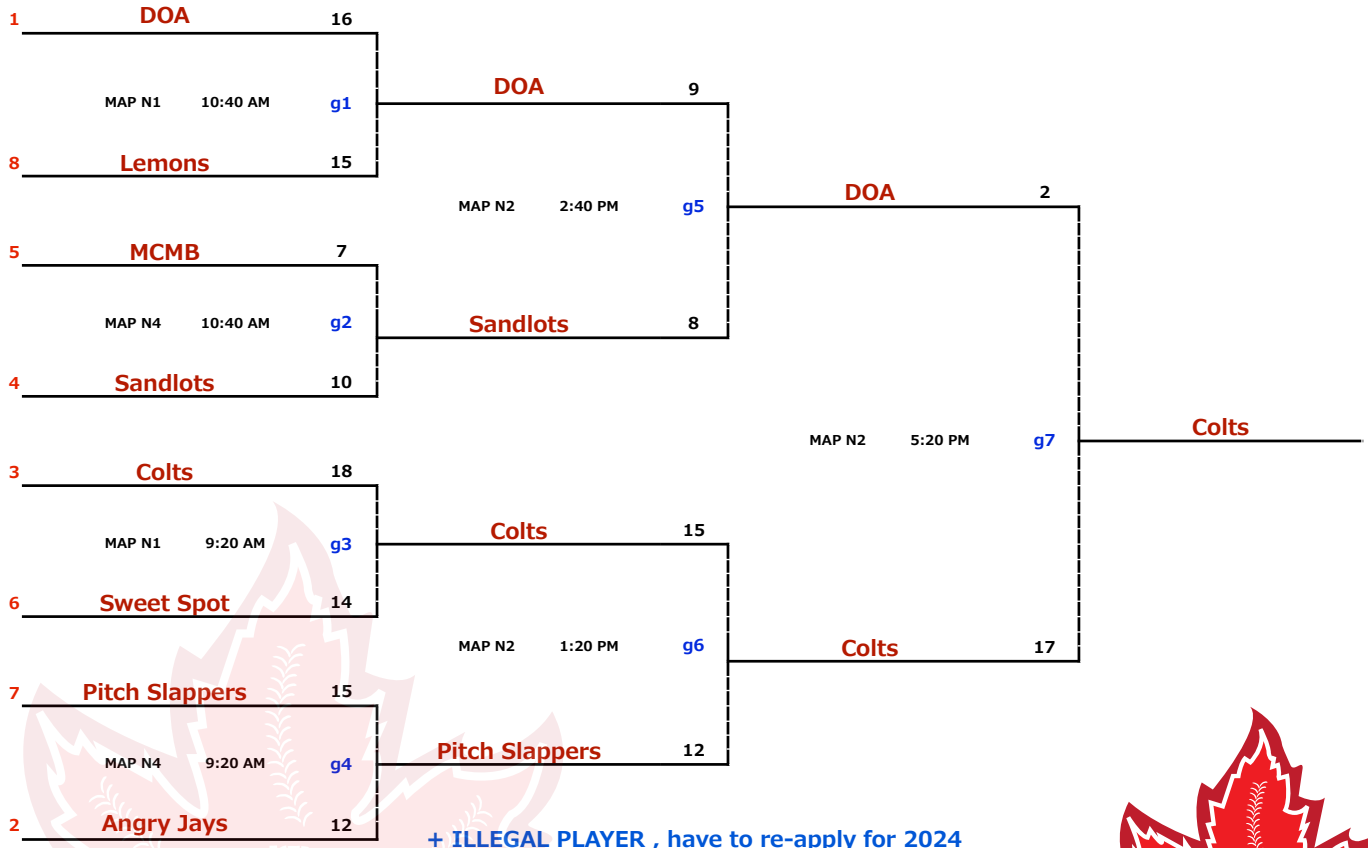 1 DOA 16
DOA 9
MAP N1 10:40 AM g1
8 Lemons 15
DOA 2
MAP N2 2:40 PM g5
5 MCMB 7
MAP N4 10:40 AM g2
Sandlots 8
4 Sandlots 10
Colts
MAP N2 5:20 PM g7
3 Colts 18
Colts 15
MAP N1 9:20 AM g3
6 Sweet Spot 14
MAP N2 1:20 PM g6
Colts 17
7 Pitch Slappers 15
Pitch Slappers 12
MAP N4 9:20 AM g4
2 Angry Jays 12
+ ILLEGAL PLAYER , have to re-apply for 2024